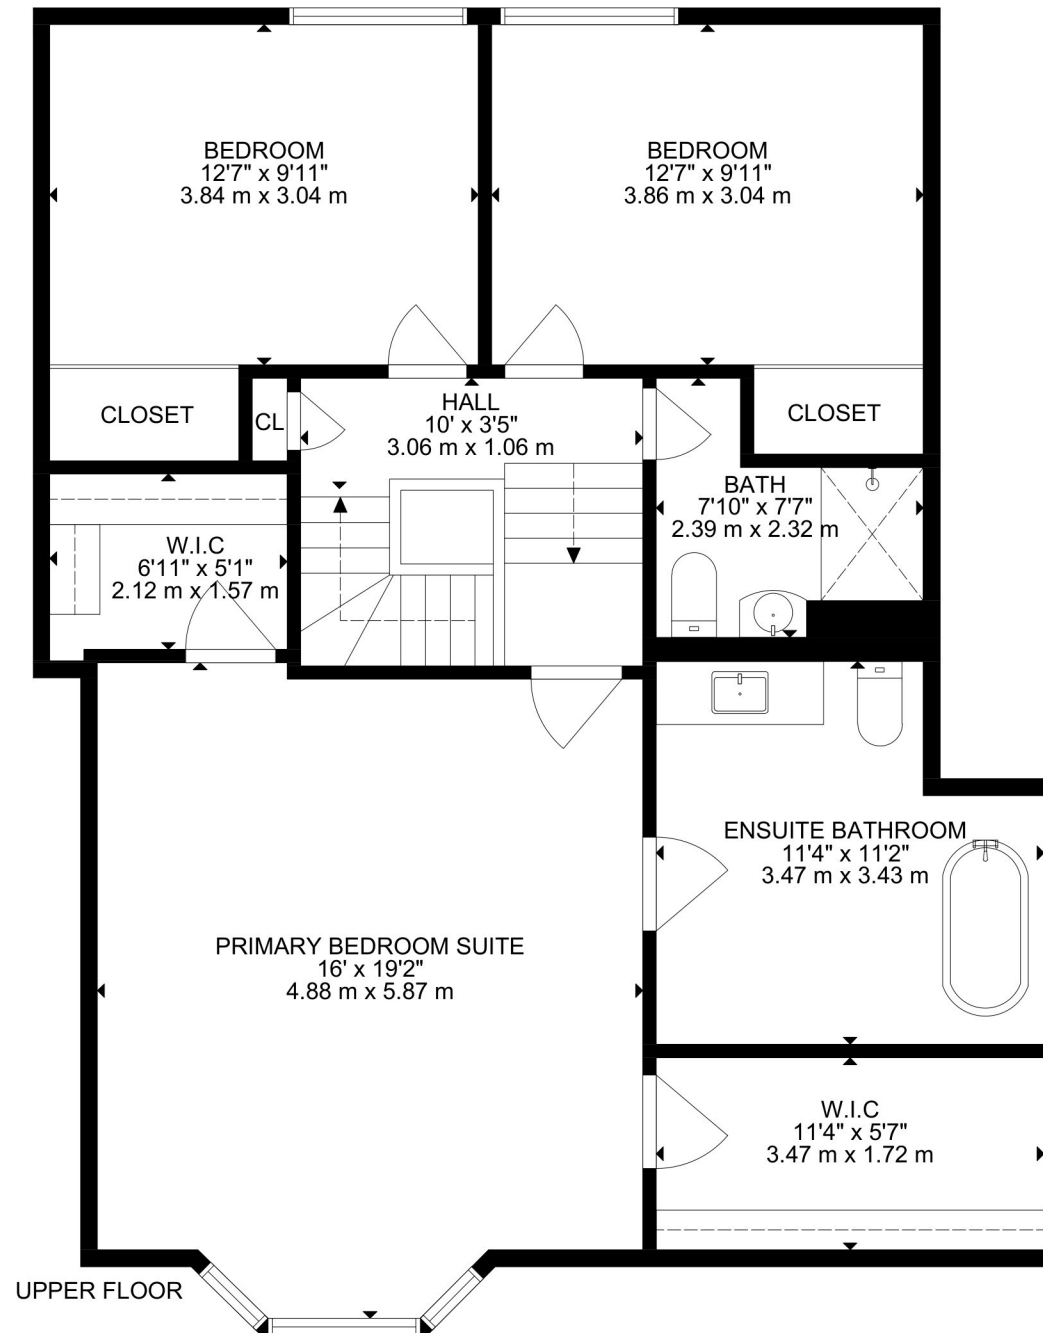 BEDROOM
12'7" x 9'11"
3.84 m x 3.04 m
BEDROOM
12'7" x 9'11"
3.86 m x 3.04 m
CLOSET
CL
HALL
10' x 3'5"
3.06 m x 1.06 m
CLOSET
BATH
7'10" x 7'7"
2.39 m x 2.32 m
W.I.C
6'11" x 5'1"
2.12 m x 1.57 m
ENSUITE BATHROOM
11'4" x 11'2"
3.47 m x 3.43 m
PRIMARY BEDROOM SUITE
16' x 19'2"
4.88 m x 5.87 m
W.I.C
11'4" x 5'7"
3.47 m x 1.72 m
UPPER FLOOR